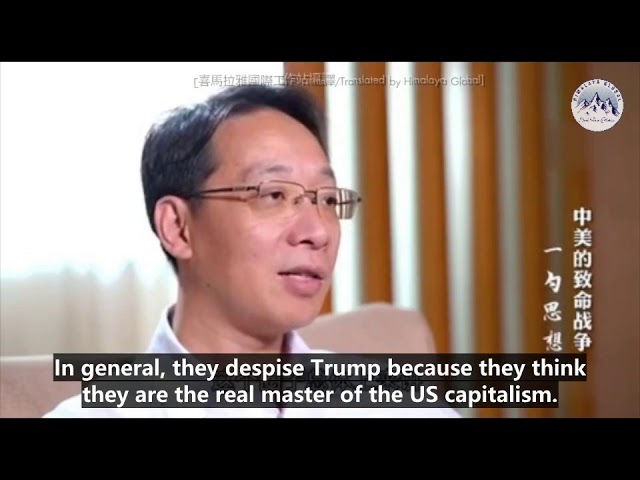 [喜馬拉雅國際工作站編譯/Translated by Himalaya Global]
HIMALAYA GLOBAL
中美的致命战争
一句思想
In general, they despise Trump because they think
they are the real master of the US capitalism.